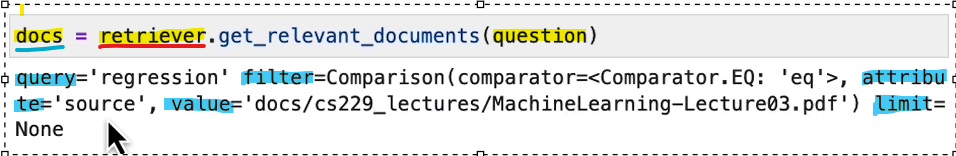 docs = retriever.get_relevant_documents(question)
query='regression' filter=Comparison(comparator=<Comparator.EQ: 'eq'>, attribu
te='source', value='docs/cs229_lectures/MachineLearning-Lecture03.pdf') limit=
None